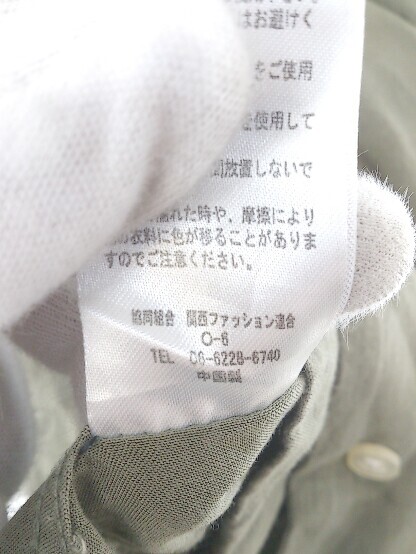 はお避けく
をご使用
を使用して
間放置しないで
れた時や、摩擦により
の衣料に色が移ることがありま
すのでご注意ください。
協同組合 関西ファッション連合
O-6
TEL 06-6228-6740
中国製